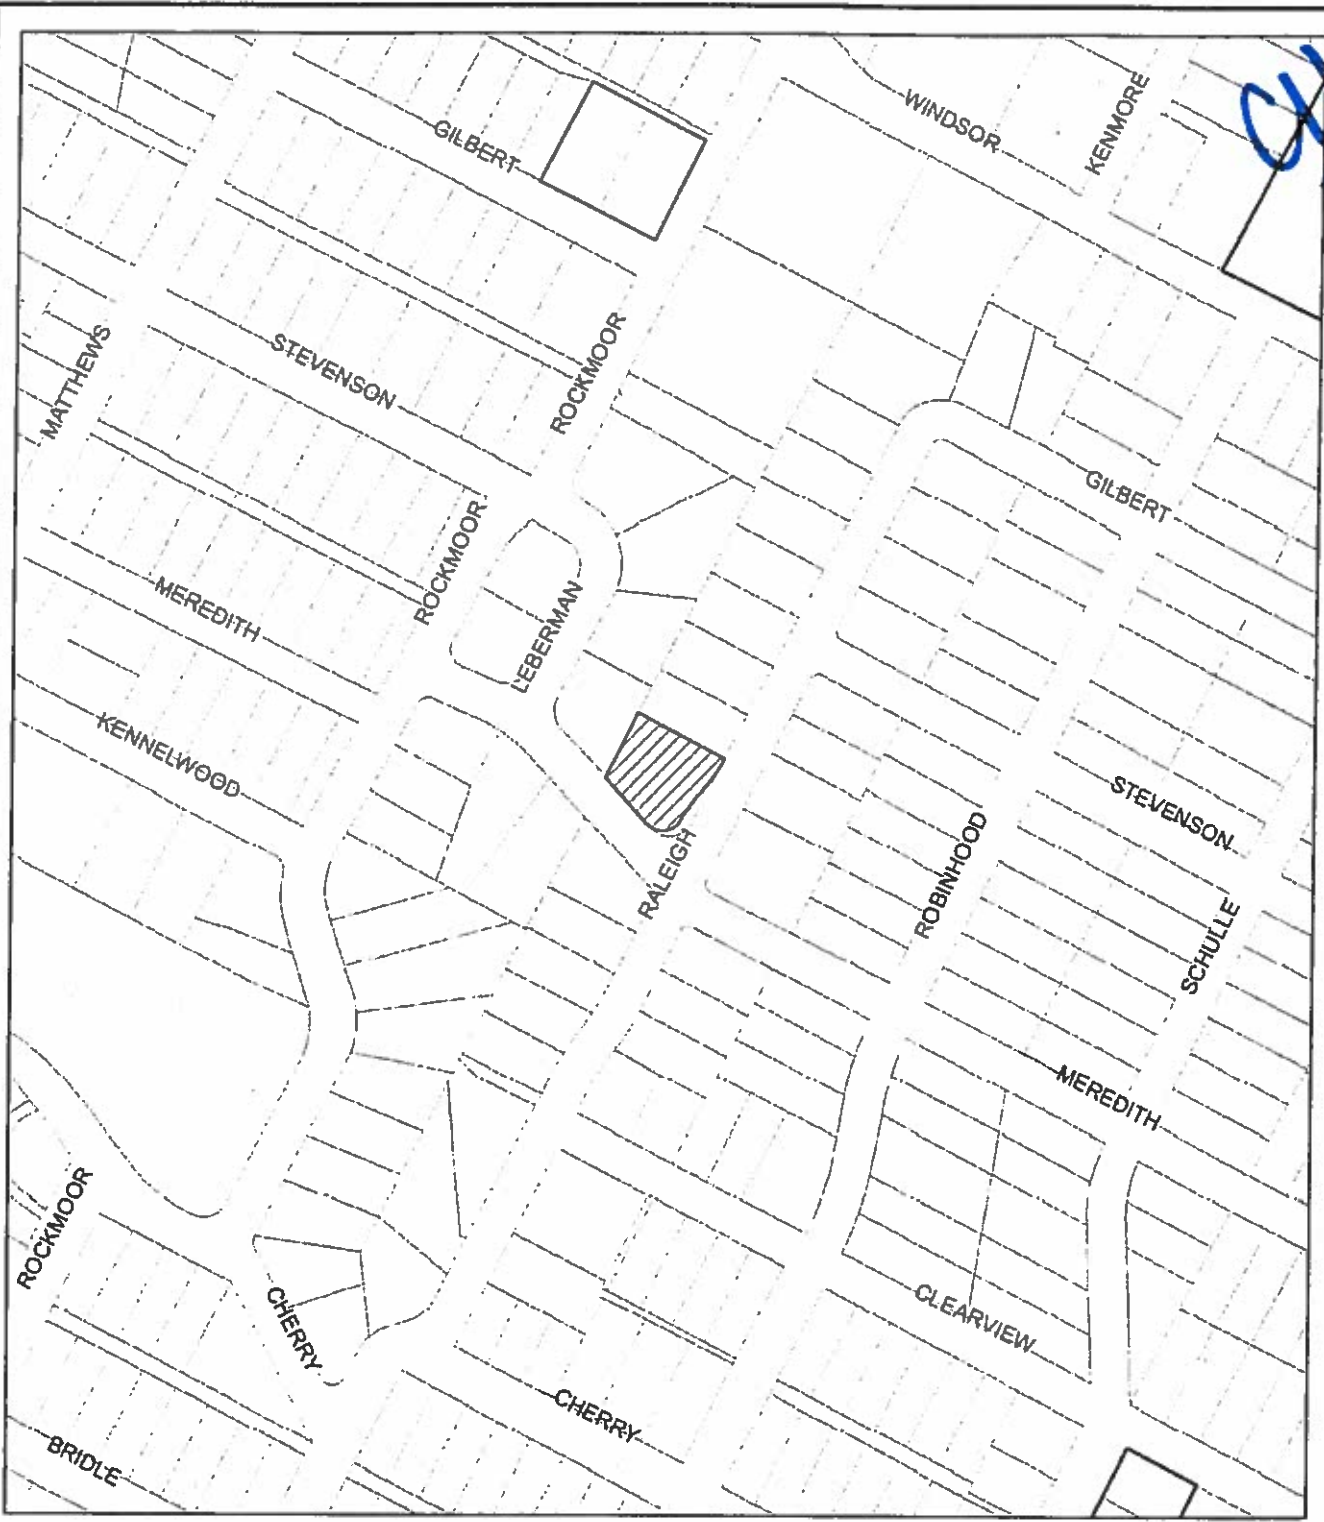 WINDSOR
KENMORE
GILBERT
ROCKMOOR
STEVENSON
MATTHEWS
GILBERT
ROCKMOOR
MEREDITH
LEBERMAN
KENNELWOOD
STEVENSON
ROBINHOOD
RALEIGH
SCHULLE
MEREDITH
ROCKMOOR
CHERRY
CLEARVIEW
CHERRY
BRIDLE